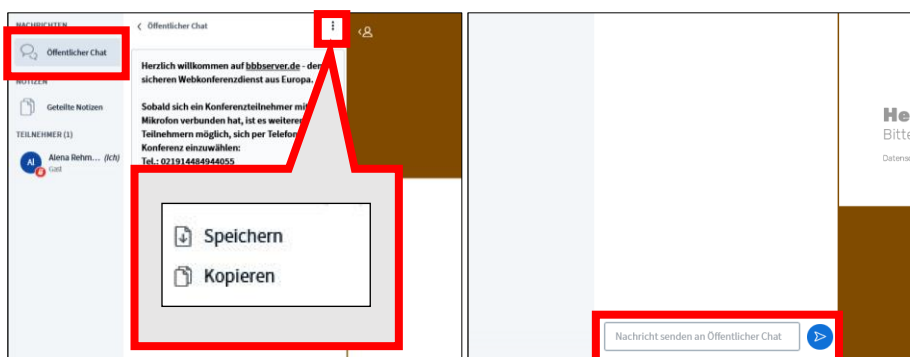 NACHRICHTEN
Öffentlicher Chat
NOTIZEN
Geteilte Notizen
TEILNEHMER (1)
Al
Alena Rehm... (Ich)
Gast
Öffentlicher Chat
Herzlich willkommen auf bbbserver.de - dem
sicheren Webkonferenzdienst aus Europa.
Sobald sich ein Konferenzteilnehmer mit
Mikrofon verbunden hat, ist es weiteren
Teilnehmern möglich, sich per Telefon
Konferenz einzuwählen:
Tel.: 021914484944055
Speichern
Kopieren
He
Bitte
Datens
Nachricht senden an Öffentlicher Chat